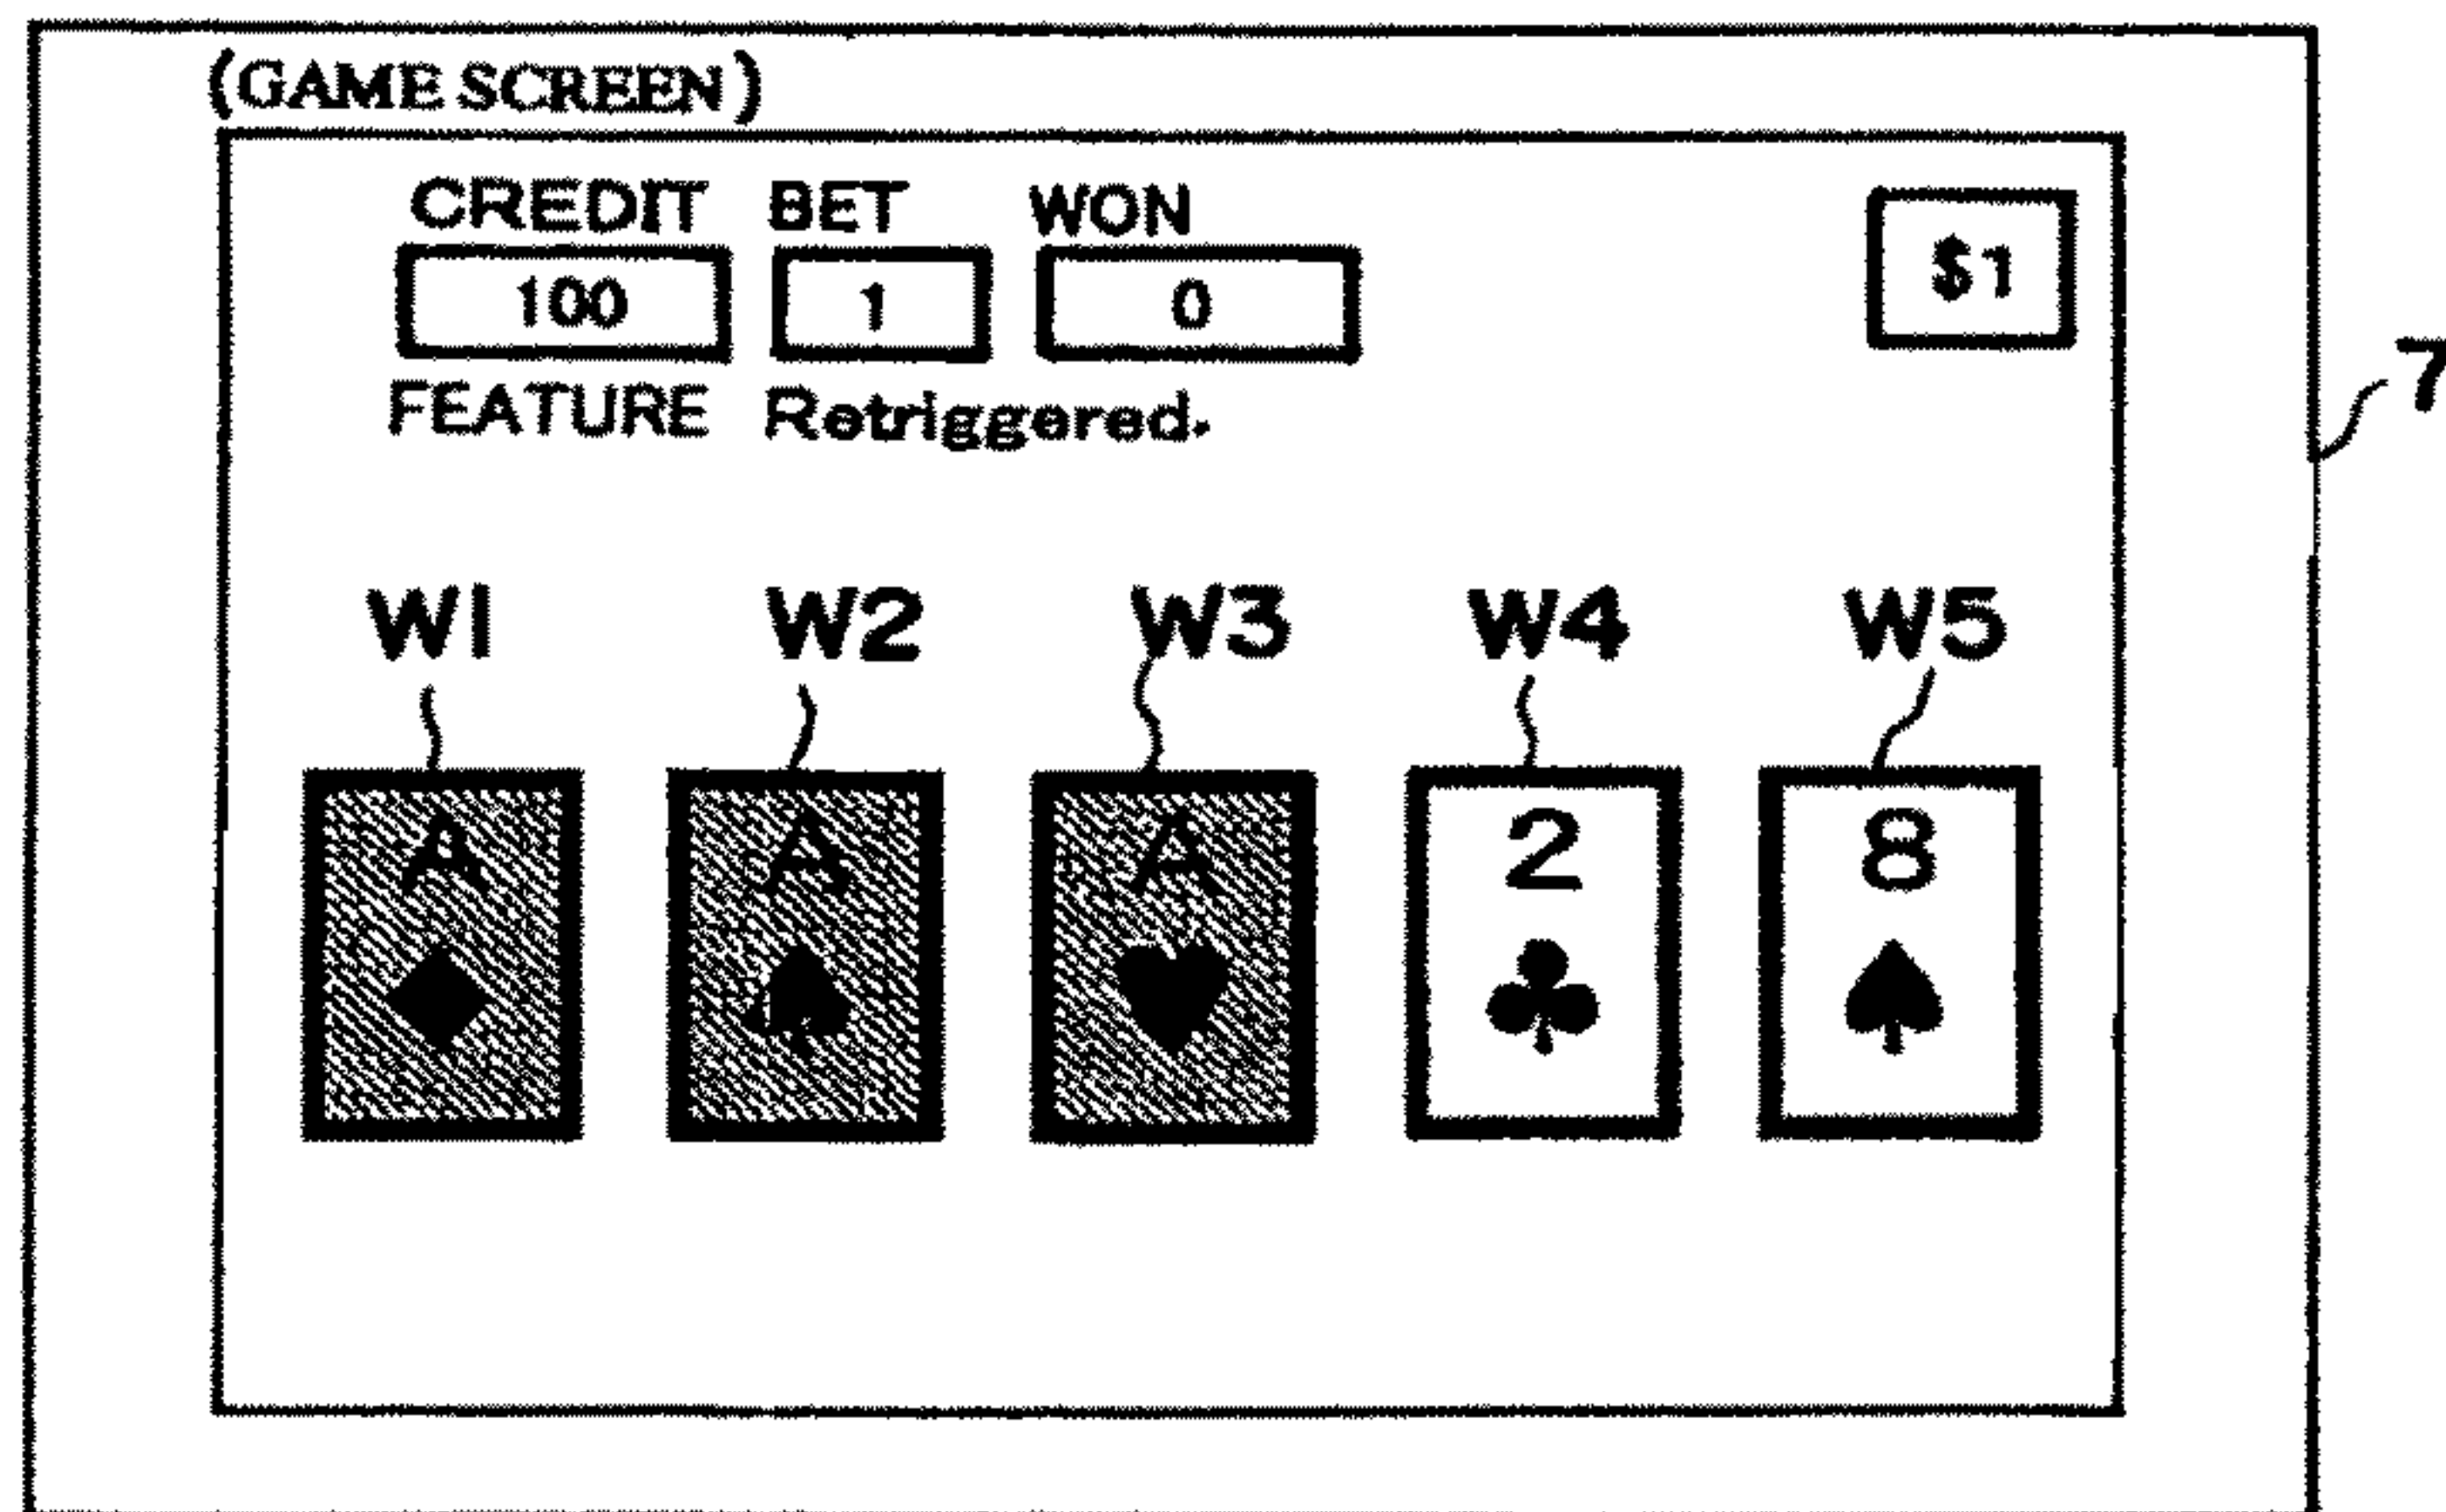 (GAME SCREEN)
CREDIT BET WON
100 1 0 $1
FEATURE Retriggered.
7
W1 W2 W3 W4 W5
A A A 2 8